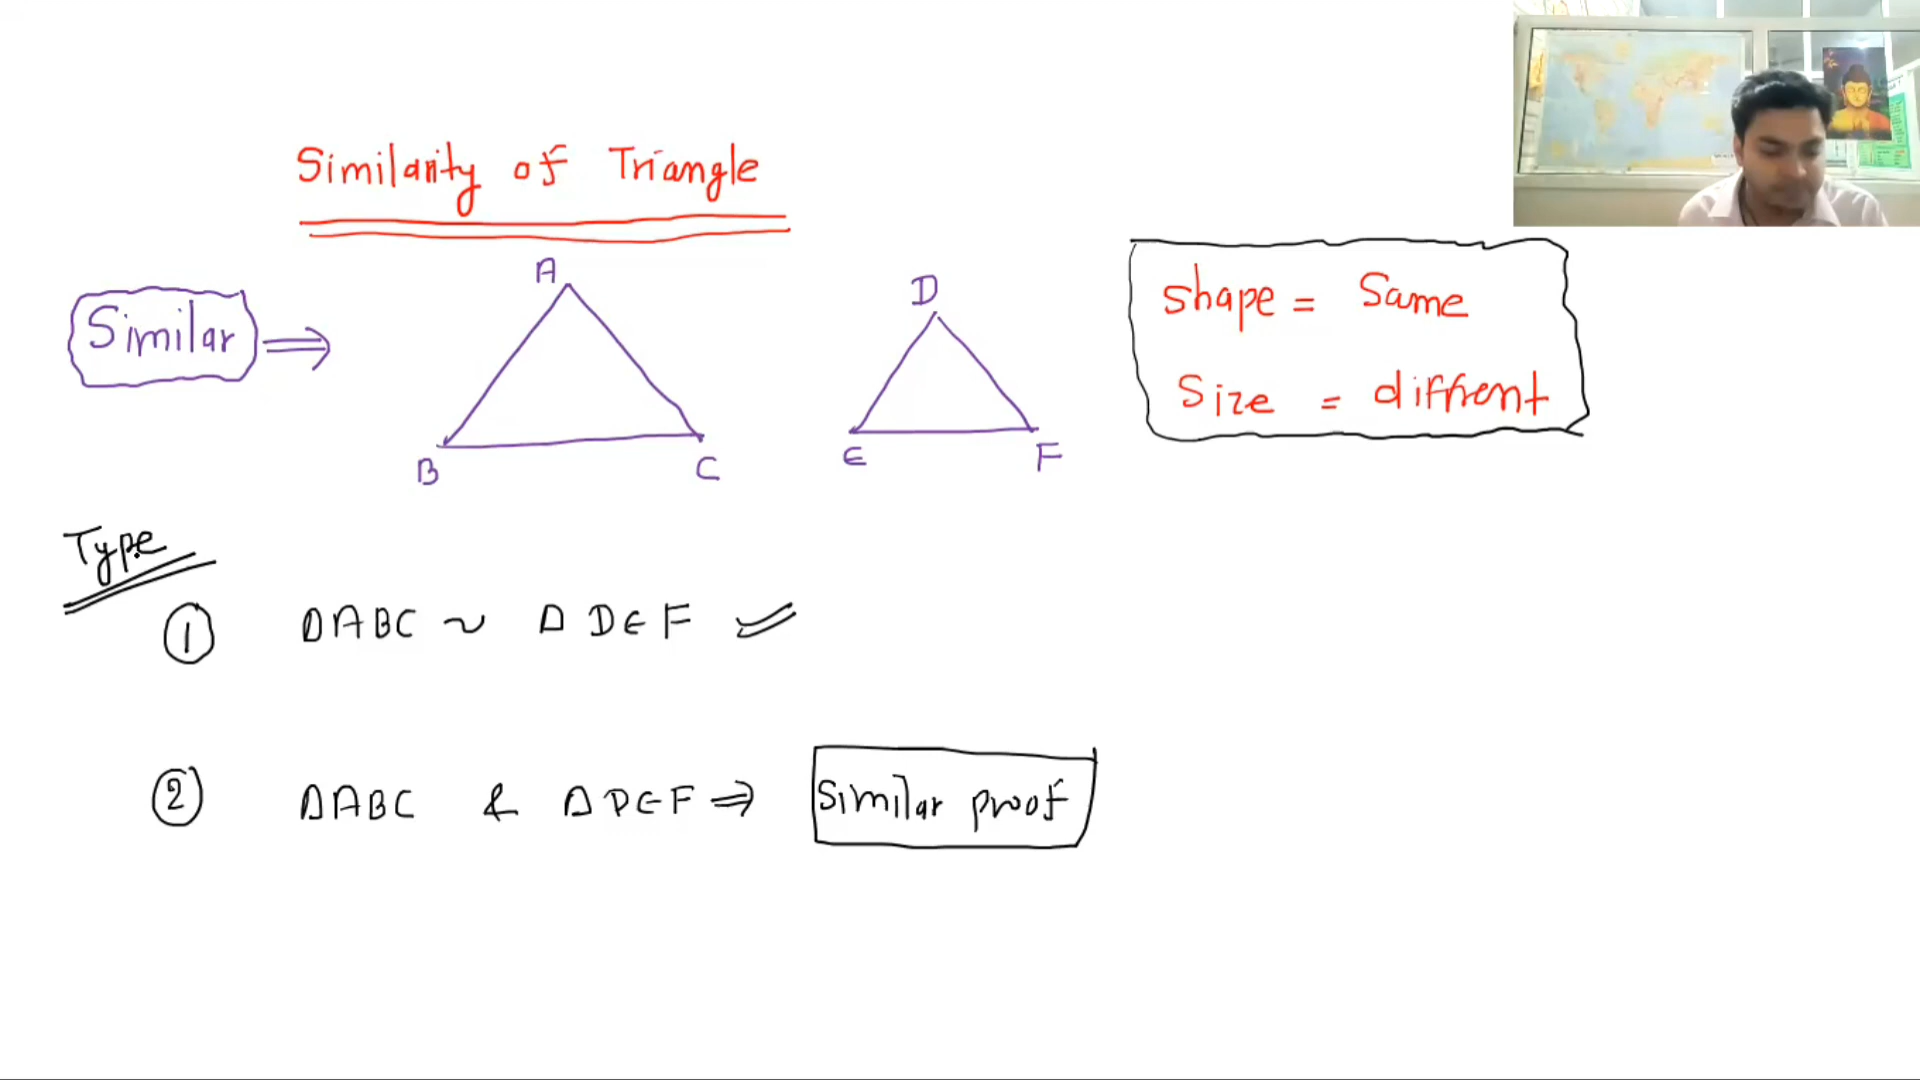 Similarity of Triangle
Similar ⇒
A
B
C
D
E
F
Shape = Same
Size = diffrent
Type
① ΔABC ~ ΔDEF
② ΔABC & ΔDEF ⇒ Similar proof